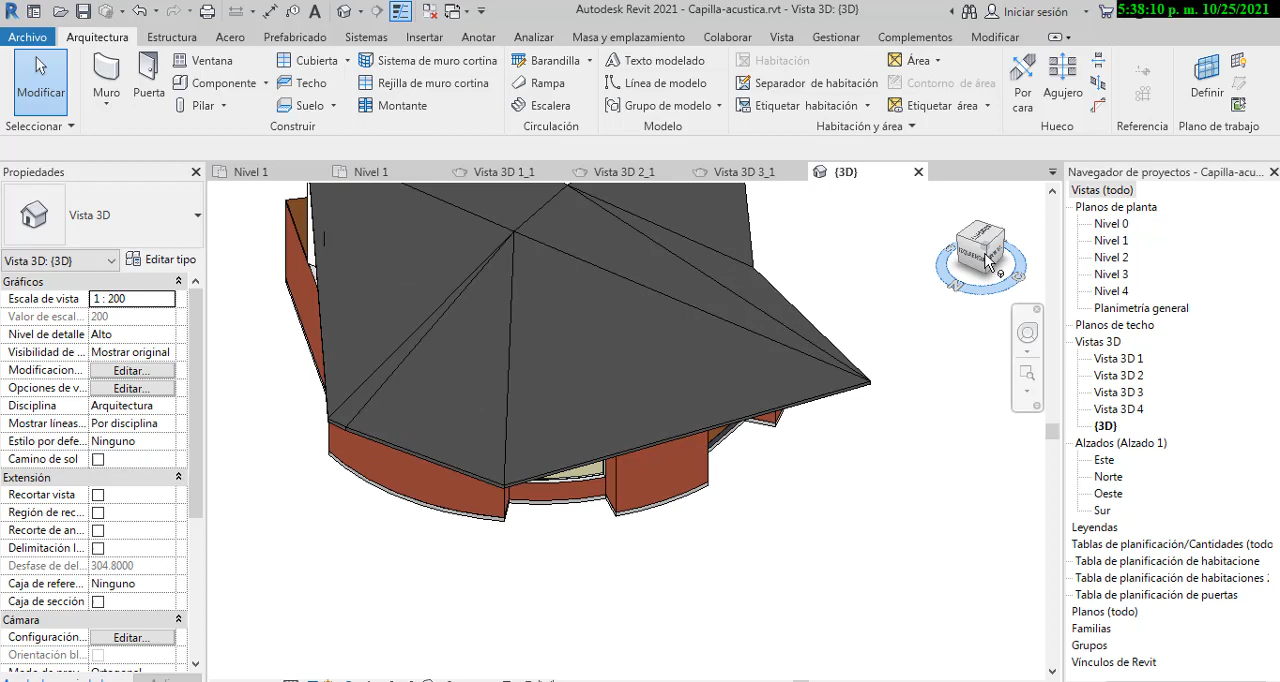 Autodesk Revit 2021 - Capilla-acustica.rvt - Vista 3D: {3D}
Iniciar sesión
5:38:10 p. m. 10/25/2021
Archivo Arquitectura Estructura Acero Prefabricado Sistemas Insertar Anotar Analizar Masa y emplazamiento Colaborar Vista Gestionar Complementos Modificar
Modificar
Muro
Puerta
Ventana
Componente
Pilar
Cubierta
Techo
Suelo
Sistema de muro cortina
Rejilla de muro cortina
Montante
Barandilla
Rampa
Escalera
Texto modelado
Línea de modelo
Grupo de modelo
Habitación
Separador de habitación
Etiquetar habitación
Área
Contorno de área
Etiquetar área
Por
cara
Agujero
Definir
Seleccionar
Construir
Circulación
Modelo
Habitación y área
Hueco
Referencia
Plano de trabajo
Propiedades
Nivel 1
Nivel 1
Vista 3D 1_1
Vista 3D 2_1
Vista 3D 3_1
{3D}
Navegador de proyectos - Capilla-acu...
Vista 3D
Vista 3D: {3D}
Editar tipo
Gráficos
Escala de vista 1 : 200
Valor de escal... 200
Nivel de detalle Alto
Visibilidad de ... Mostrar original
Modificacion... Editar...
Opciones de v... Editar...
Disciplina Arquitectura
Mostrar líneas... Por disciplina
Estilo por defe... Ninguno
Camino de sol
Extensión
Recortar vista
Región de rec...
Recorte de an...
Delimitación l...
Desfase de del... 304.8000
Caja de refere... Ninguno
Caja de sección
Cámara
Configuración... Editar...
Orientación bl...
Vistas (todo)
Planos de planta
Nivel 0
Nivel 1
Nivel 2
Nivel 3
Nivel 4
Planimetría general
Planos de techo
Vistas 3D
Vista 3D 1
Vista 3D 2
Vista 3D 3
Vista 3D 4
{3D}
Alzados (Alzado 1)
Este
Norte
Oeste
Sur
Leyendas
Tablas de planificación/Cantidades (todo
Tabla de planificación de habitacione
Tabla de planificación de habitaciones 2
Tabla de planificación de puertas
Planos (todo)
Familias
Grupos
Vínculos de Revit